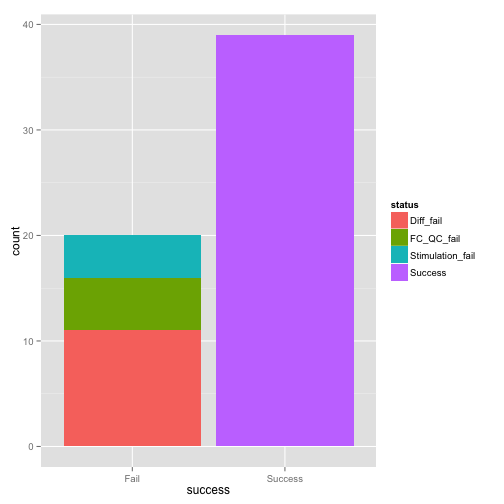 40
30
20
10
0
count
Fail
Success
success
status
Diff_fail
FC_QC_fail
Stimulation_fail
Success